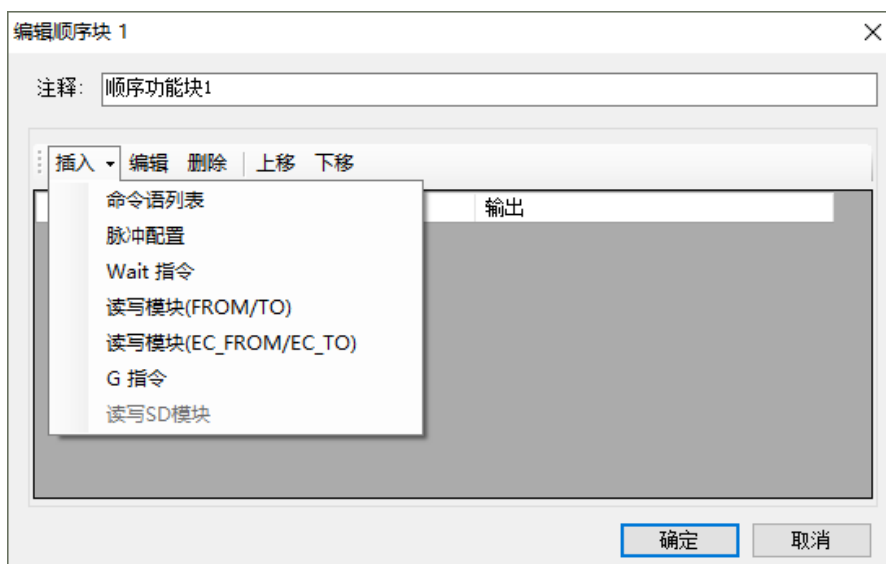 编辑顺序块 1
注释: 顺序功能块1
插入 编辑 删除 上移 下移
输出
命令语列表
脉冲配置
Wait 指令
读写模块(FROM/TO)
读写模块(EC_FROM/EC_TO)
G 指令
读写SD模块
确定 取消